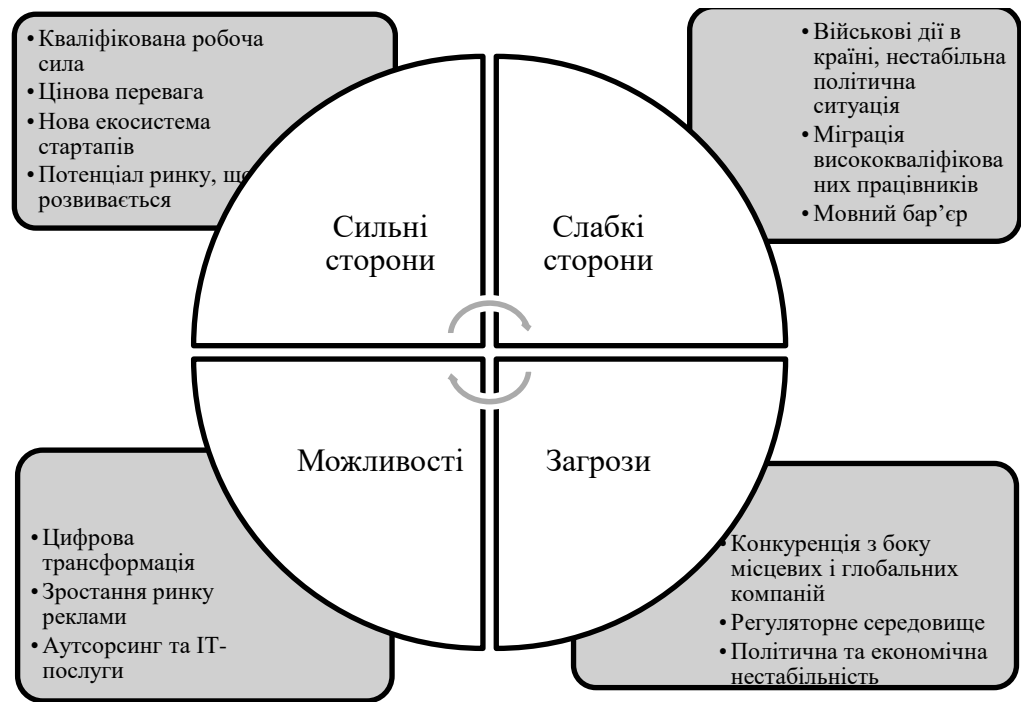 • Кваліфікована робоча
сила
• Цінова перевага
• Нова екосистема
стартапів
• Потенціал ринку, що
розвивається
• Військові дії в
країні, нестабільна
політична
ситуація
• Міграція
висококваліфікова
них працівників
• Мовний бар’єр
Сильні
сторони
Слабкі
сторони
Можливості
Загрози
• Цифрова
трансформація
• Зростання ринку
реклами
• Аутсорсинг та ІТ-
послуги
• Конкуренція з боку
місцевих і глобальних
компаній
• Регуляторне середовище
• Політична та економічна
нестабільність